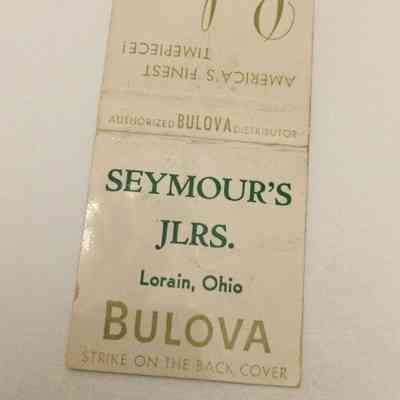 AMERICA'S FINEST
TIMEPIECE!
AUTHORIZED BULOVA DISTRIBUTOR
SEYMOUR'S
JLRS.
Lorain, Ohio
BULOVA
STRIKE ON THE BACK COVER